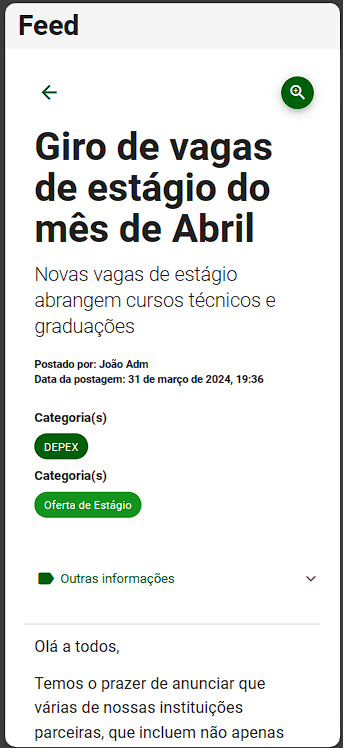 Feed
Giro de vagas
de estágio do
mês de Abril
Novas vagas de estágio
abrangem cursos técnicos e
graduações
Postado por: João Adm
Data da postagem: 31 de março de 2024, 19:36
Categoria(s)
DEPEX
Categoria(s)
Oferta de Estágio
Outras informações
Olá a todos,
Temos o prazer de anunciar que
várias de nossas instituições
parceiras, que incluem não apenas